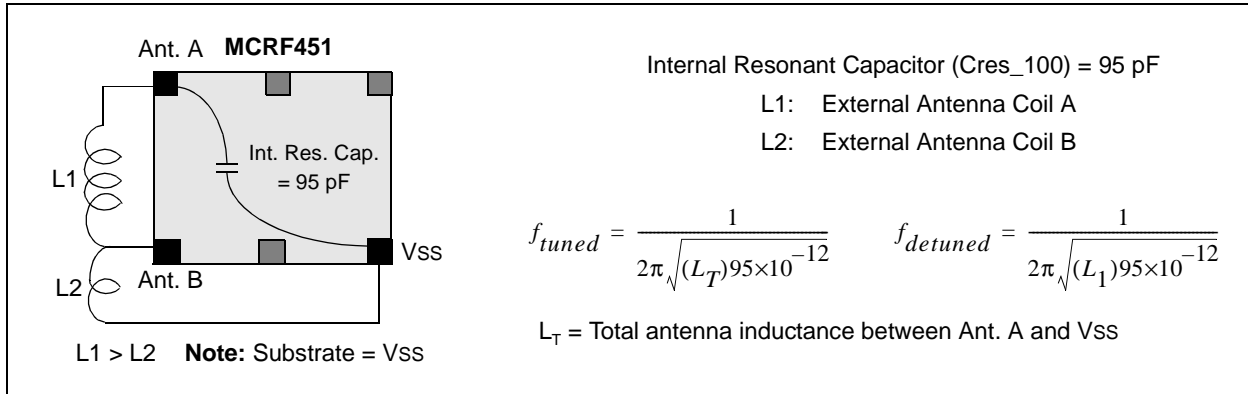 Ant. A MCRF451
Int. Res. Cap.
= 95 pF
L1
VSS
Ant. B
L2
L1 > L2 Note: Substrate = VSS
Internal Resonant Capacitor (Cres_100) = 95 pF
L1: External Antenna Coil A
L2: External Antenna Coil B
f_tuned = 1 / (2π√((L_T)95×10^-12))
f_detuned = 1 / (2π√((L_1)95×10^-12))
L_T = Total antenna inductance between Ant. A and VSS